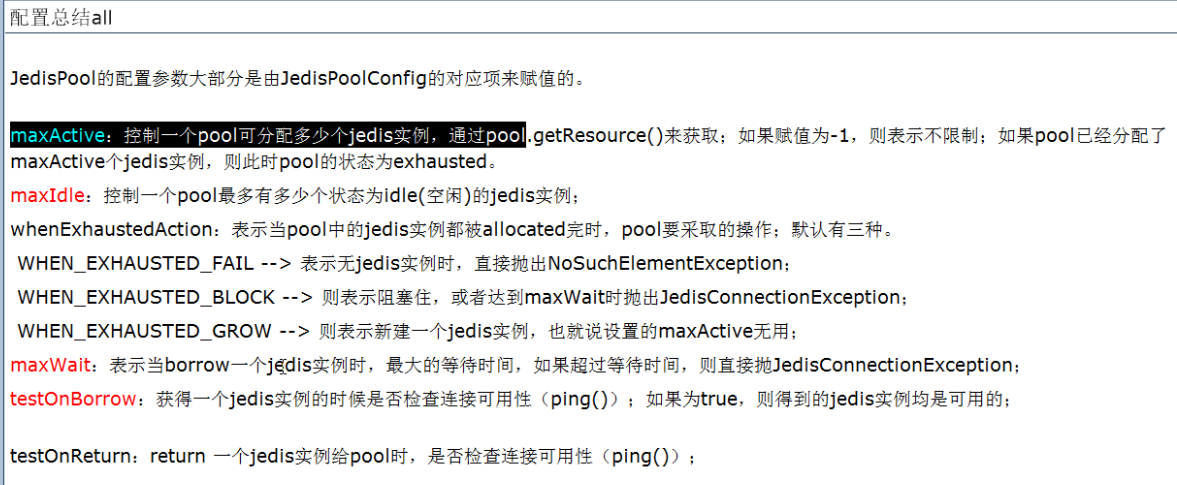 配置总结all
JedisPool的配置参数大部分是由JedisPoolConfig的对应项来赋值的。
maxActive：控制一个pool可分配多少个jedis实例，通过pool.getResource()来获取；如果赋值为-1，则表示不限制；如果pool已经分配了
maxActive个jedis实例，则此时pool的状态为exhausted。
maxIdle：控制一个pool最多有多少个状态为idle(空闲)的jedis实例；
whenExhaustedAction：表示当pool中的jedis实例都被allocated完时，pool要采取的操作；默认有三种。
WHEN_EXHAUSTED_FAIL --> 表示无jedis实例时，直接抛出NoSuchElementException；
WHEN_EXHAUSTED_BLOCK --> 则表示阻塞住，或者达到maxWait时抛出JedisConnectionException；
WHEN_EXHAUSTED_GROW --> 则表示新建一个jedis实例，也就说设置的maxActive无用；
maxWait：表示当borrow一个jedis实例时，最大的等待时间，如果超过等待时间，则直接抛JedisConnectionException；
testOnBorrow：获得一个jedis实例的时候是否检查连接可用性（ping()）；如果为true，则得到的jedis实例均是可用的；
testOnReturn：return 一个jedis实例给pool时，是否检查连接可用性（ping()）；